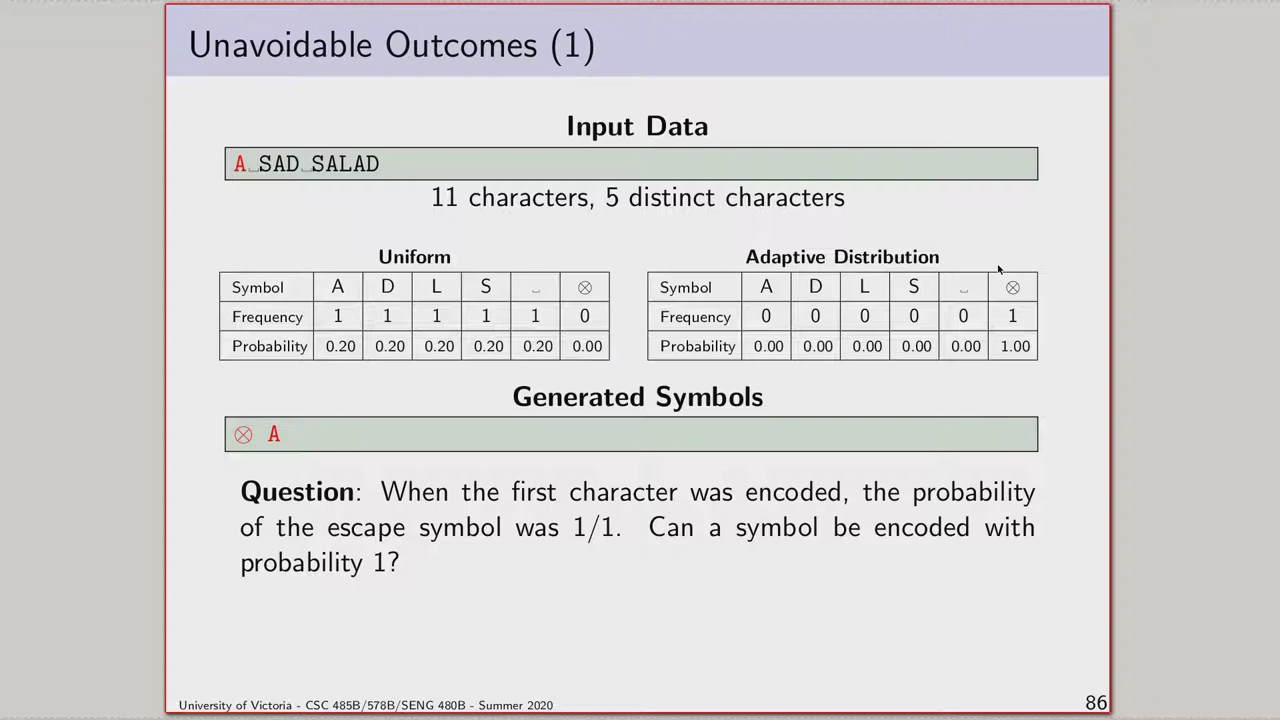 Unavoidable Outcomes (1)
Input Data
A␣SAD␣SALAD
11 characters, 5 distinct characters
Uniform
Symbol A D L S ␣ ⊗
Frequency 1 1 1 1 1 0
Probability 0.20 0.20 0.20 0.20 0.20 0.00
Adaptive Distribution
Symbol A D L S ␣ ⊗
Frequency 0 0 0 0 0 1
Probability 0.00 0.00 0.00 0.00 0.00 1.00
Generated Symbols
⊗ A
Question: When the first character was encoded, the probability
of the escape symbol was 1/1. Can a symbol be encoded with
probability 1?
University of Victoria - CSC 485B/578B/SENG 480B - Summer 2020
86